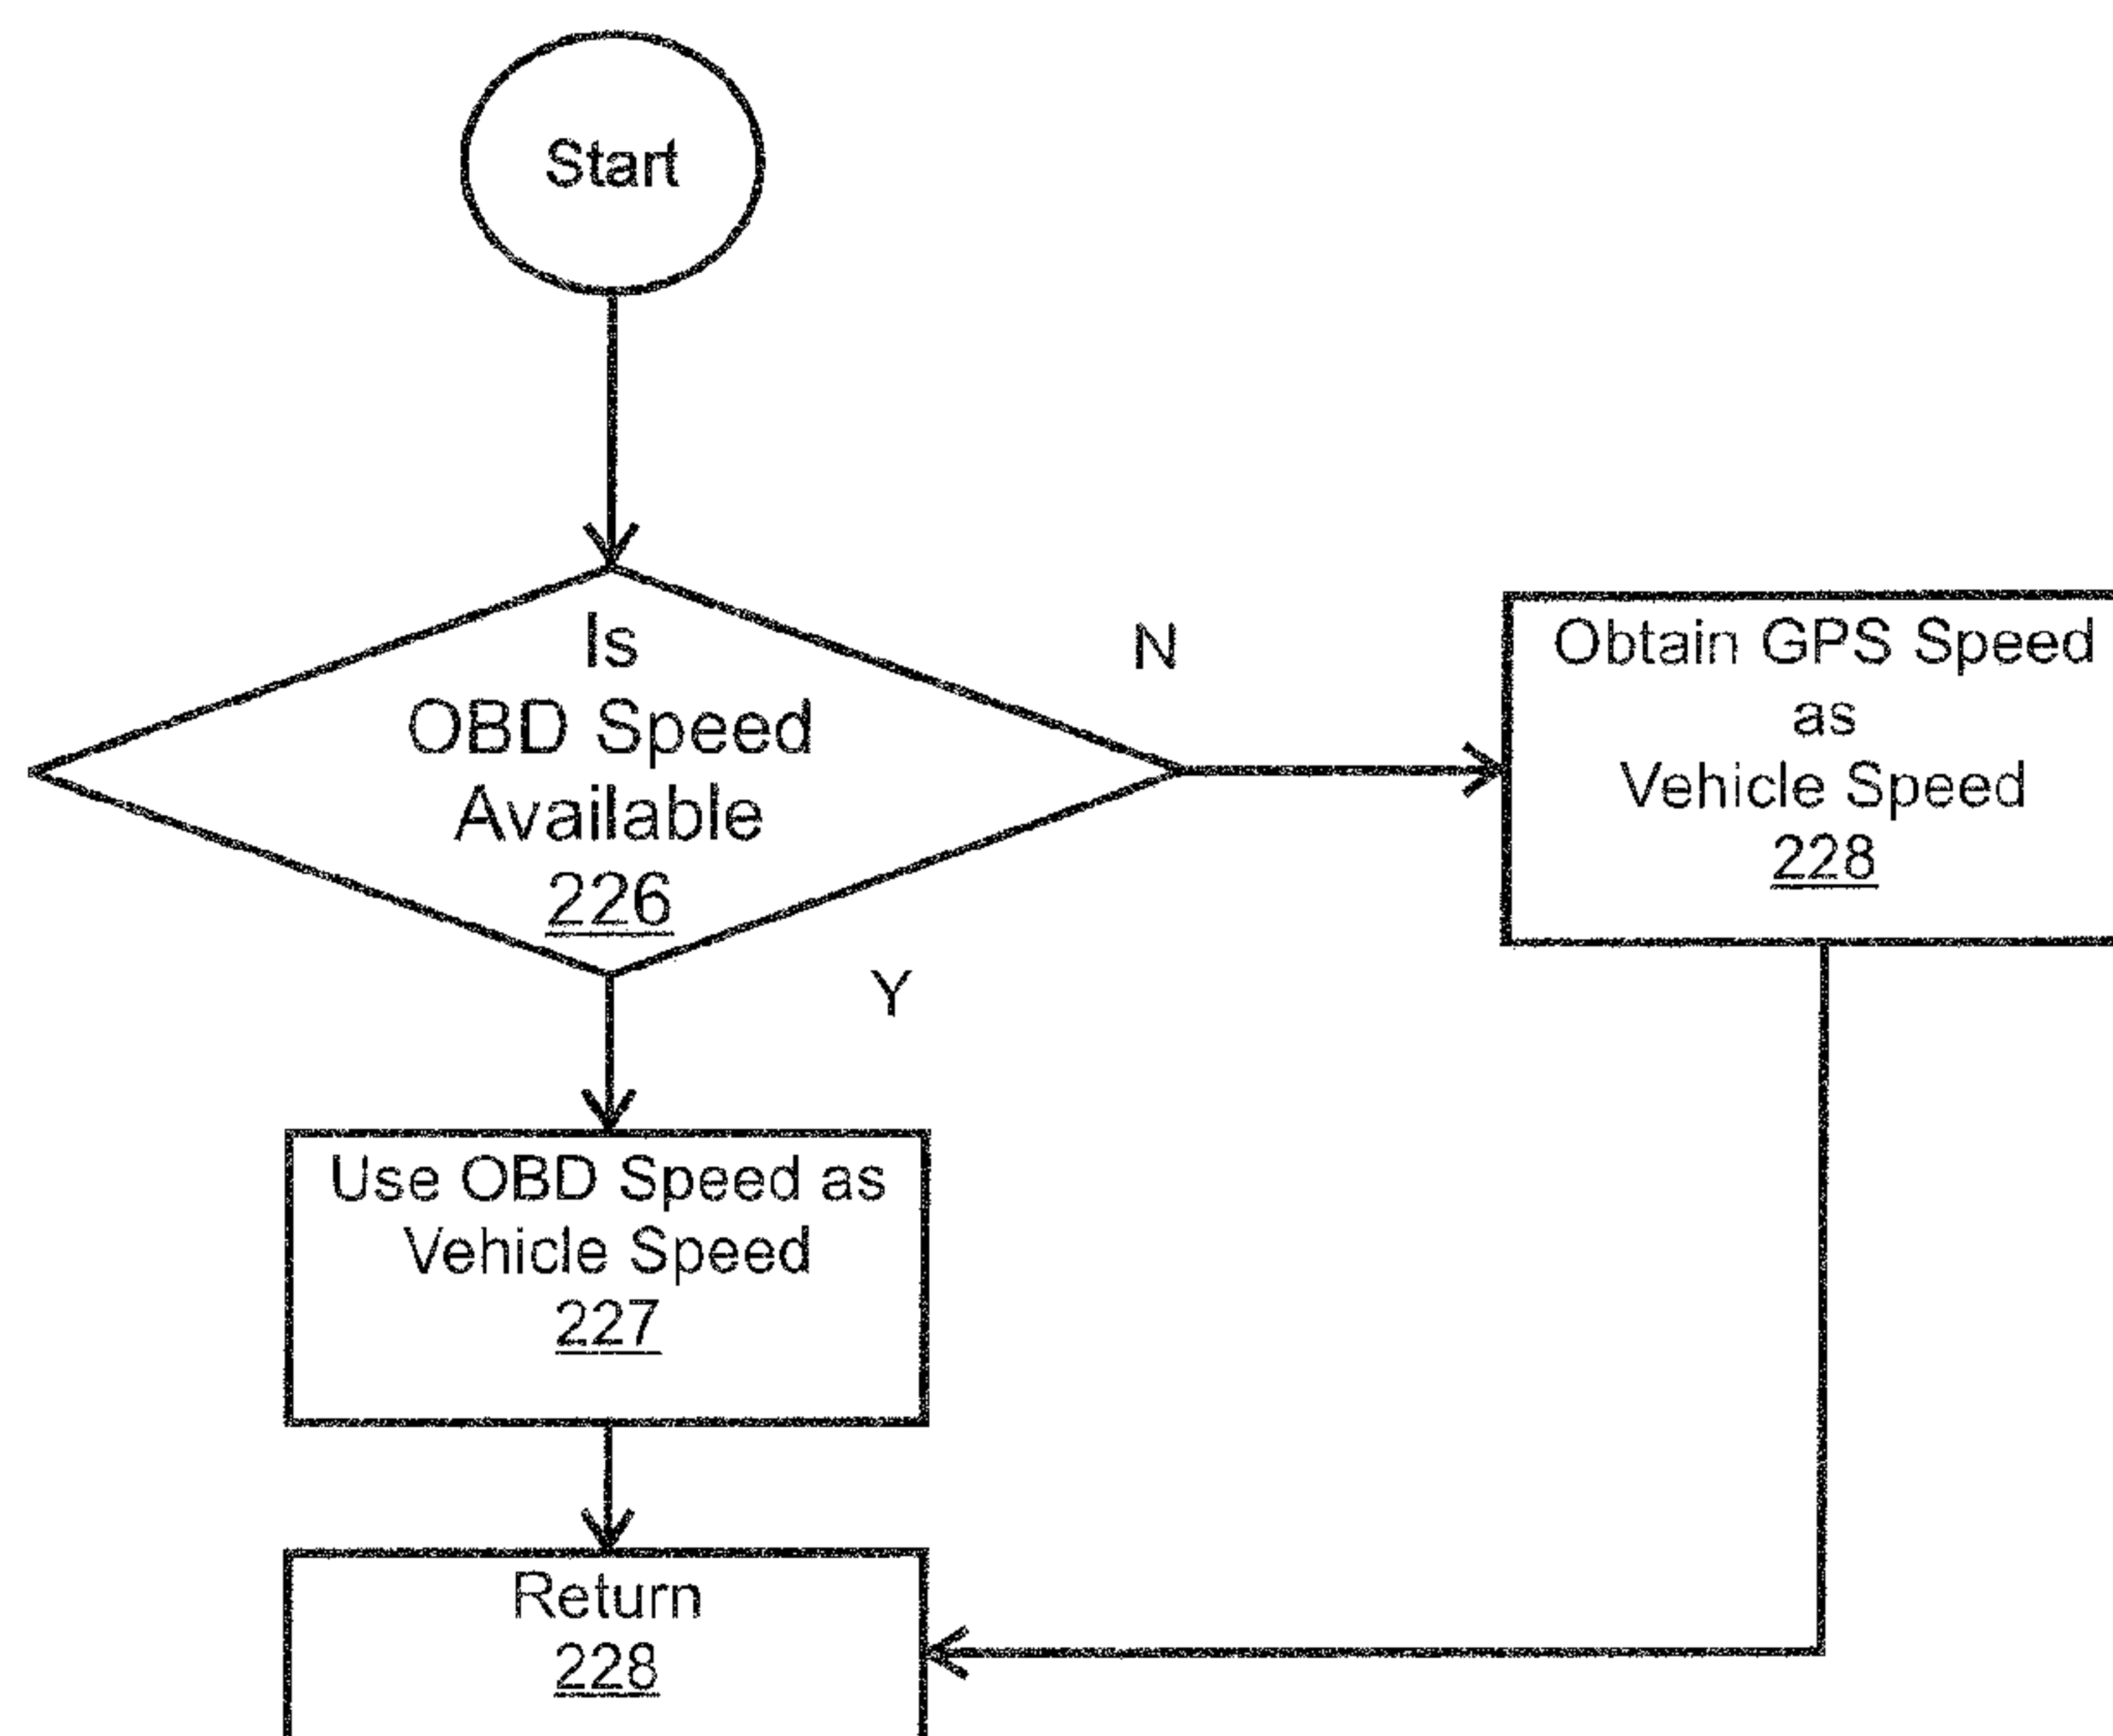 Start
Is
OBD Speed
Available
226
N
Y
Obtain GPS Speed
as
Vehicle Speed
228
Use OBD Speed as
Vehicle Speed
227
Return
228